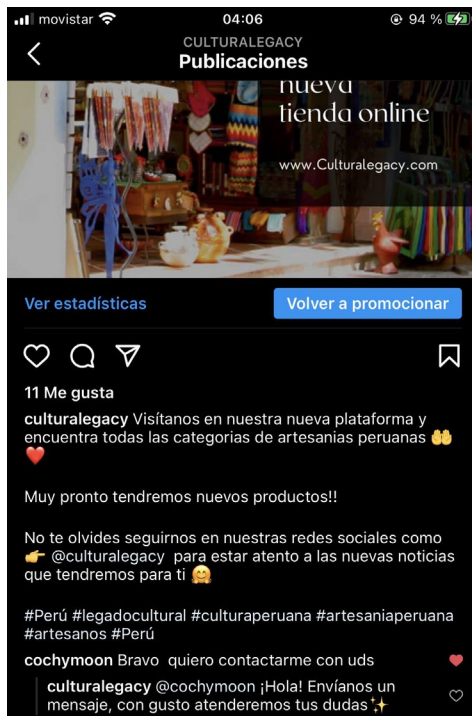 movistar 04:06 94 %
CULTURALEGACY
Publicaciones
nueva
tienda online
www.Culturalegacy.com
Ver estadísticas
Volver a promocionar
11 Me gusta
culturalegacy Visítanos en nuestra nueva plataforma y
encuentra todas las categorias de artesanias peruanas 🤲
❤️
Muy pronto tendremos nuevos productos!!
No te olvides seguirnos en nuestras redes sociales como
👉 @culturalegacy para estar atento a las nuevas noticias
que tendremos para ti 🤗
#Perú #legadocultural #culturaperuana #artesaniaperuana
#artesanos #Perú
cochymoon Bravo quiero contactarme con uds
culturalegacy @cochymoon ¡Hola! Envíanos un
mensaje, con gusto atenderemos tus dudas✨